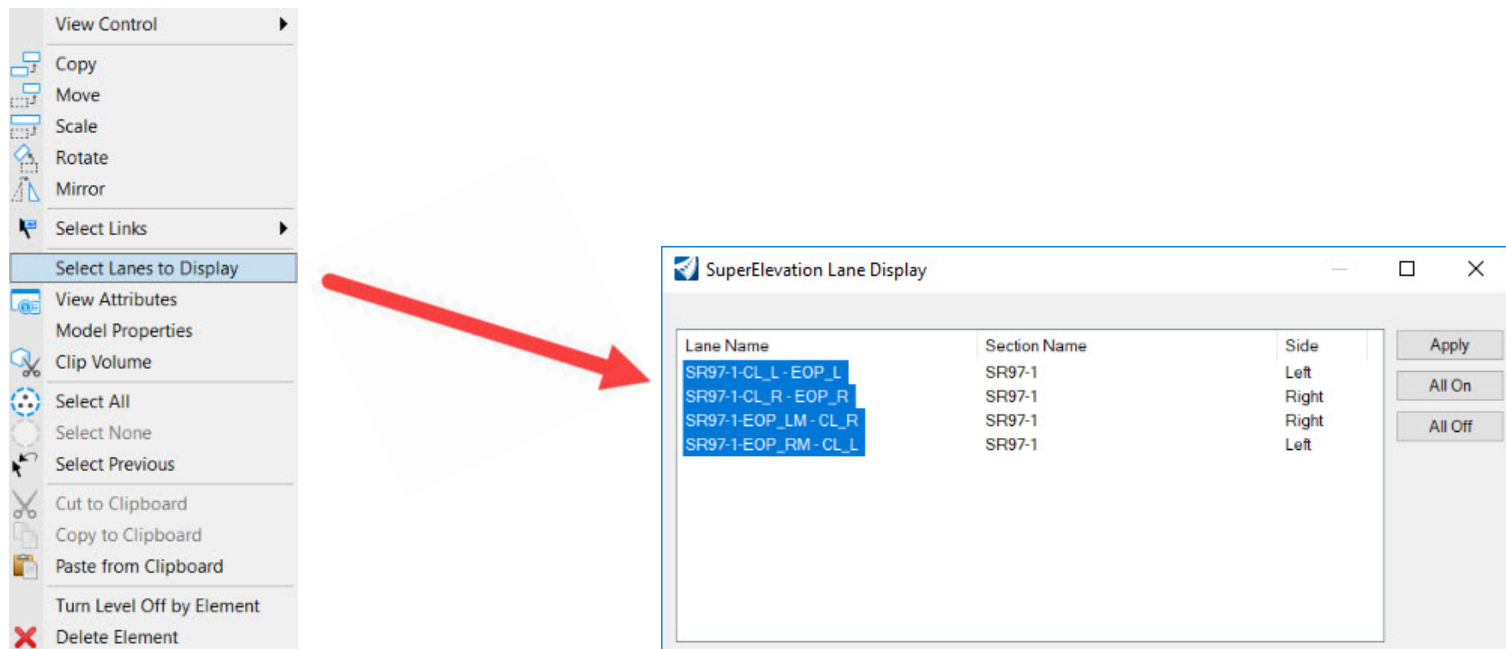 View Control
Copy
Move
Scale
Rotate
Mirror
Select Links
Select Lanes to Display
View Attributes
Model Properties
Clip Volume
Select All
Select None
Select Previous
Cut to Clipboard
Copy to Clipboard
Paste from Clipboard
Turn Level Off by Element
Delete Element
SuperElevation Lane Display
Lane Name Section Name Side
SR97-1-CL_L - EOP_L SR97-1 Left
SR97-1-CL_R - EOP_R SR97-1 Right
SR97-1-EOP_LM - CL_R SR97-1 Right
SR97-1-EOP_RM - CL_L SR97-1 Left
Apply
All On
All Off